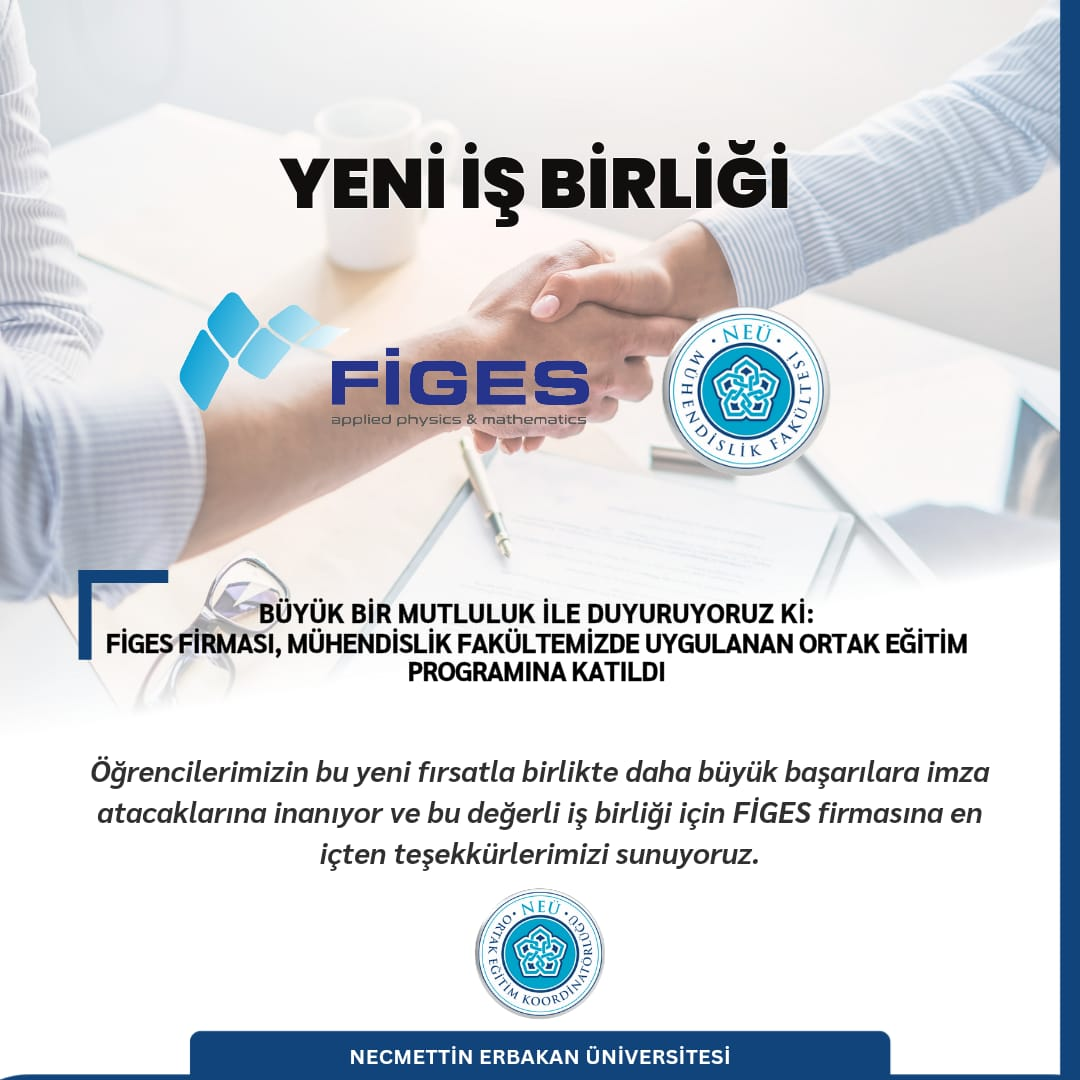 YENİ İŞ BİRLİĞİ
FİGES
applied physics & mathematics
· NEÜ ·
MÜHENDİSLİK FAKÜLTESİ
BÜYÜK BİR MUTLULUK İLE DUYURUYORUZ Kİ:
FİGES FİRMASI, MÜHENDİSLİK FAKÜLTEMİZDE UYGULANAN ORTAK EĞİTİM
PROGRAMINA KATILDI
Öğrencilerimizin bu yeni fırsatla birlikte daha büyük başarılara imza
atacaklarına inanıyor ve bu değerli iş birliği için FİGES firmasına en
içten teşekkürlerimizi sunuyoruz.
· NEÜ ·
ORTAK EĞİTİM KOORDİNATÖRLÜĞÜ
NECMETTİN ERBAKAN ÜNİVERSİTESİ